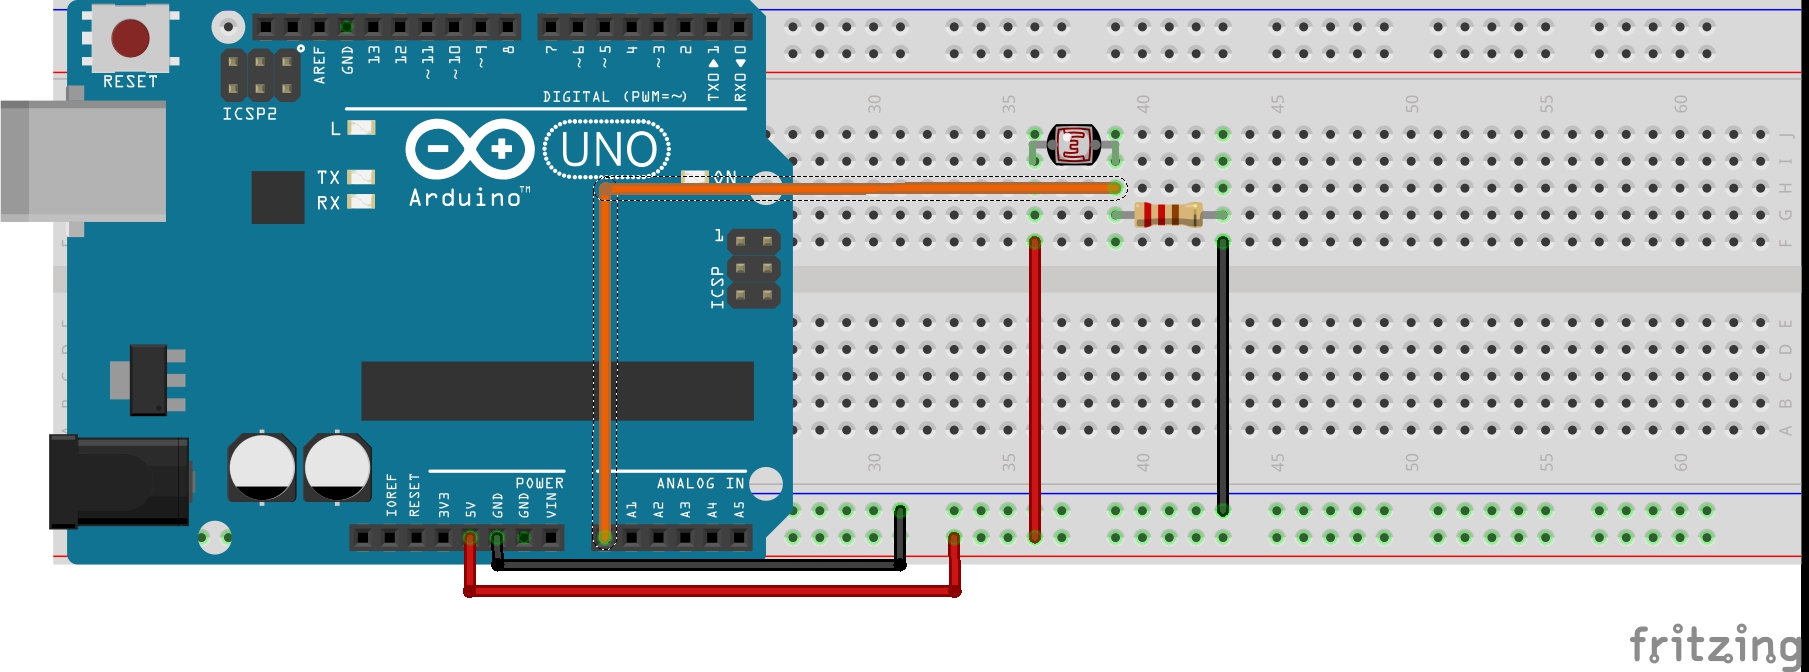 RESET
ICSP2
AREF
GND
13
12
~11
~10
~9
8
7
~6
~5
4
~3
2
TX0▶1
RX0◀0
DIGITAL (PWM=~)
L
TX
RX
Arduino™
UNO
ON
1
ICSP
IOREF
RESET
3V3
5V
GND
GND
VIN
POWER
ANALOG IN
A1
A2
A3
A4
A5
30 35 40 45 50 55 60
J
I
H
G
F
E
D
C
B
A
30 35 40 45 50 55 60
fritzing